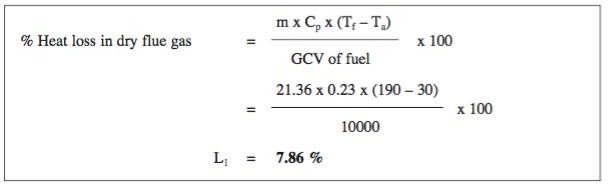 % Heat loss in dry flue gas = m x Cₚ x (T_f – Tₐ) x 100
GCV of fuel
= 21.36 x 0.23 x (190 – 30) x 100
10000
L₁ = 7.86 %